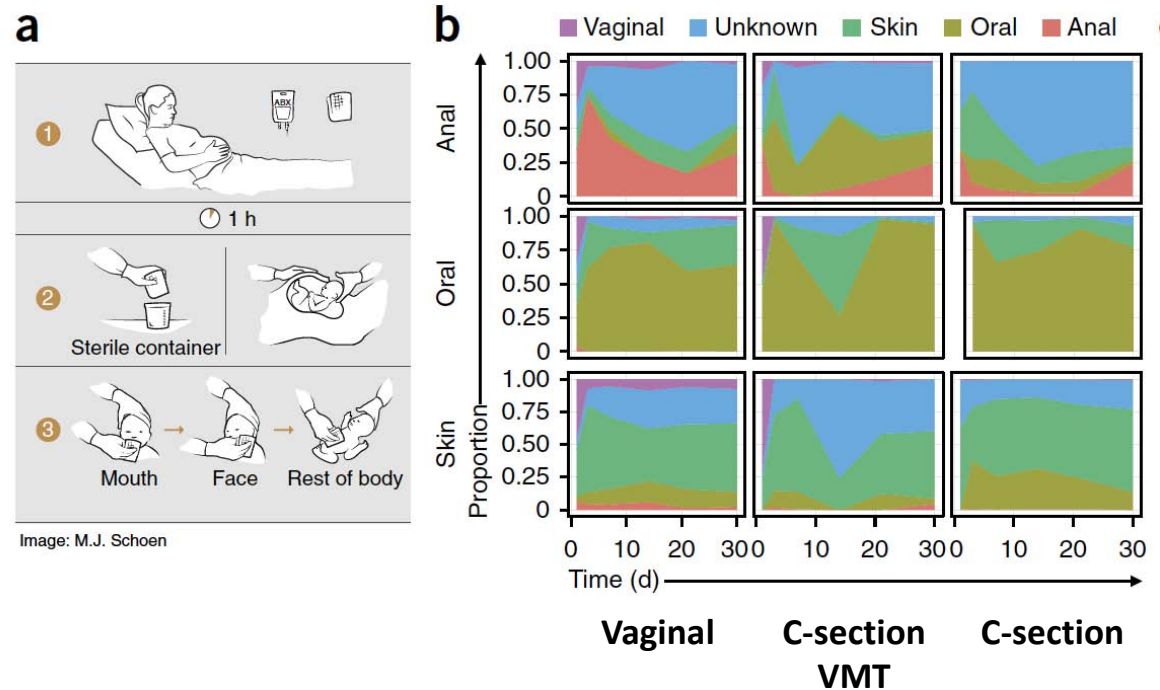 a
b
Vaginal Unknown Skin Oral Anal
1
ABX
1 h
2
Sterile container
3
Mouth Face Rest of body
Image: M.J. Schoen
Proportion
Anal
1.00
0.75
0.50
0.25
0
Oral
1.00
0.75
0.50
0.25
0
Skin
1.00
0.75
0.50
0.25
0
0 10 20 30 0 10 20 30 0 10 20 30
Time (d)
Vaginal C-section C-section
VMT